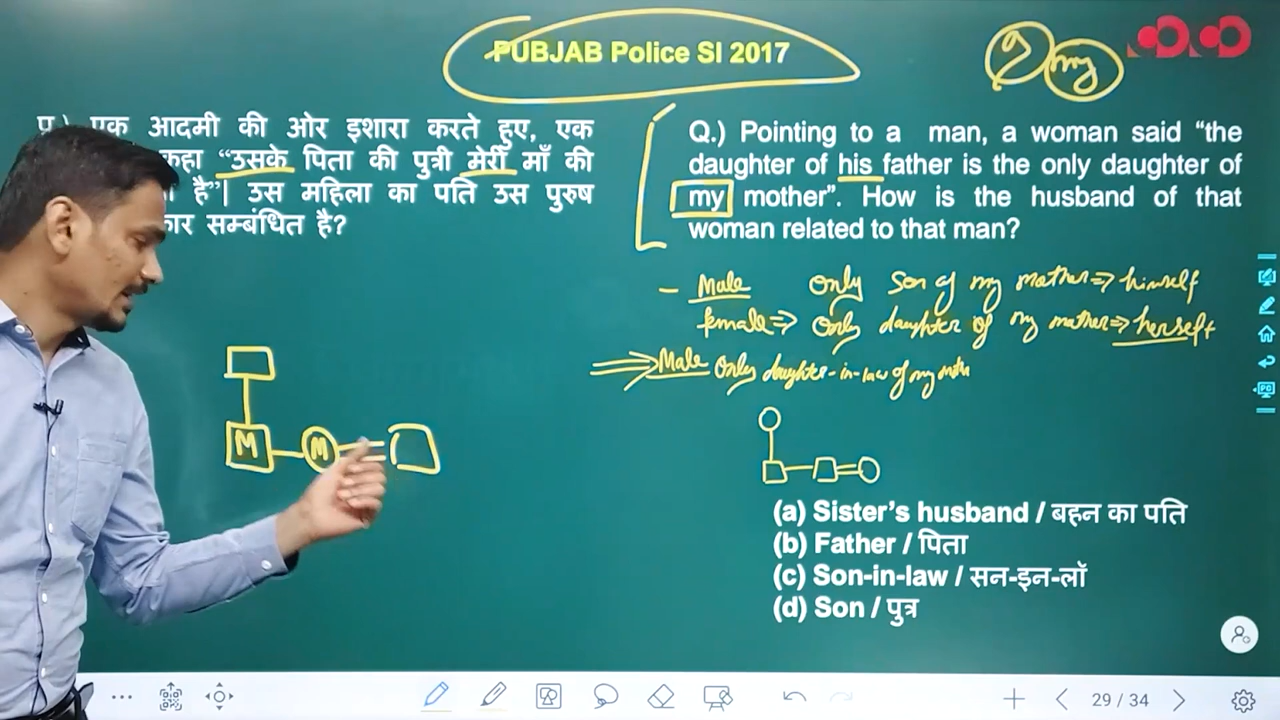 PUBJAB Police SI 2017
my
एक आदमी की ओर इशारा करते हुए, एक
कहा “उसके पिता की पुत्री मेरी माँ की
है”| उस महिला का पति उस पुरुष
सम्बंधित है?
Q.) Pointing to a man, a woman said “the
daughter of his father is the only daughter of
my mother”. How is the husband of that
woman related to that man?
– Male only son of my mother ⇒ himself
female ⇒ only daughter of my mother ⇒ herself
⇒ Male only daughter-in-law of my mother
M M
(a) Sister’s husband / बहन का पति
(b) Father / पिता
(c) Son-in-law / सन-इन-लॉ
(d) Son / पुत्र
29 / 34